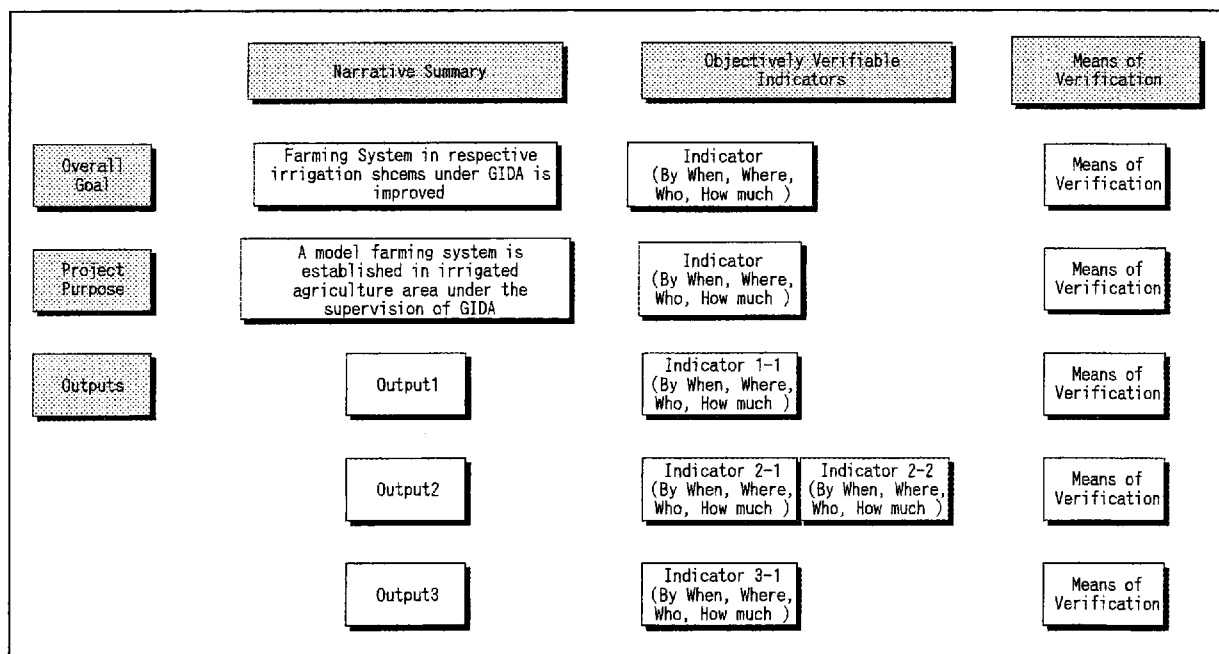 Narrative Summary
Objectively Verifiable
Indicators
Means of
Verification
Overall
Goal
Farming System in respective
irrigation shcems under GIDA is
improved
Indicator
(By When, Where,
Who, How much )
Means of
Verification
Project
Purpose
A model farming system is
established in irrigated
agriculture area under the
supervision of GIDA
Indicator
(By When, Where,
Who, How much )
Means of
Verification
Outputs
Output1
Indicator 1-1
(By When, Where,
Who, How much )
Means of
Verification
Output2
Indicator 2-1
(By When, Where,
Who, How much )
Indicator 2-2
(By When, Where,
Who, How much )
Means of
Verification
Output3
Indicator 3-1
(By When, Where,
Who, How much )
Means of
Verification